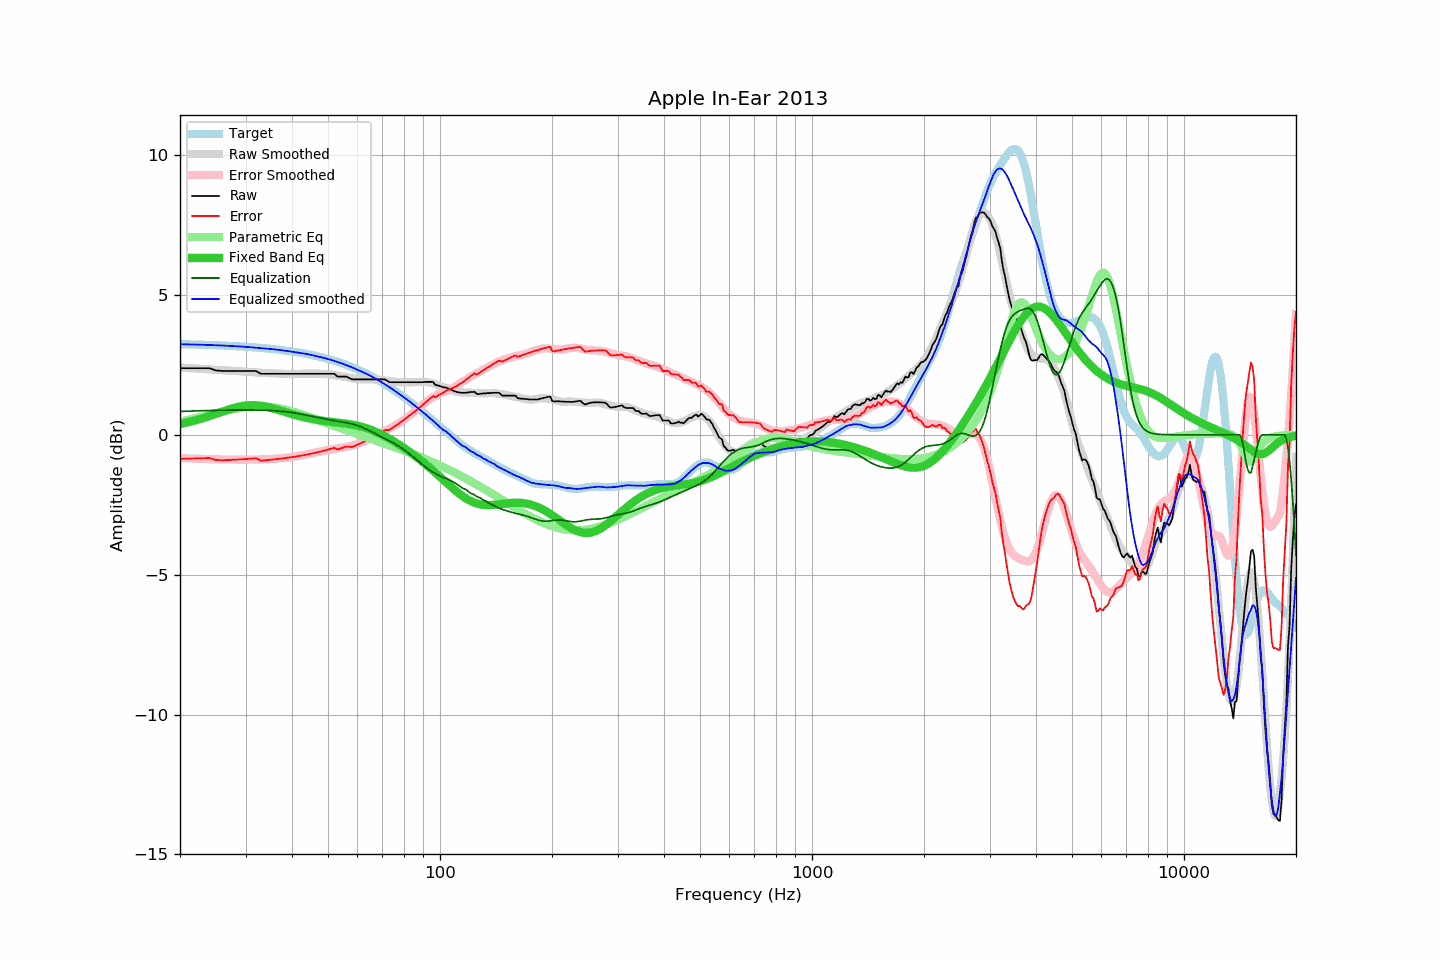 Apple In-Ear 2013
Target
Raw Smoothed
Error Smoothed
Raw
Error
Parametric Eq
Fixed Band Eq
Equalization
Equalized smoothed
10
5
0
−5
−10
−15
Amplitude (dBr)
100
1000
10000
Frequency (Hz)